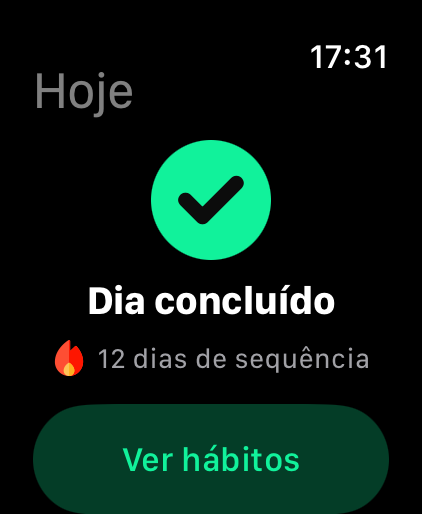 17:31
Hoje
Dia concluído
12 dias de sequência
Ver hábitos